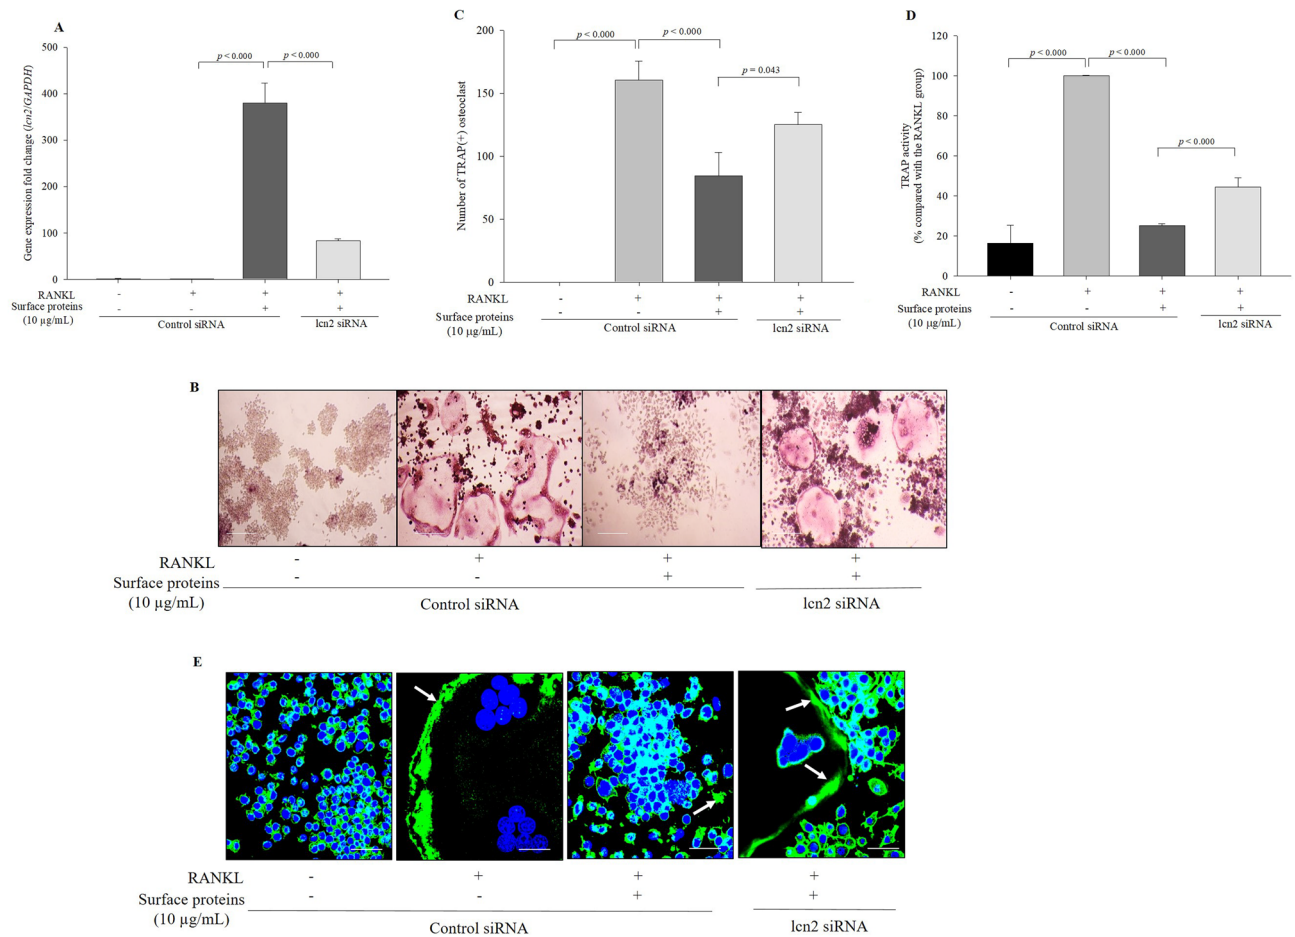 A
Gene expression fold change (lcn2/GAPDH)
500
400
300
200
100
0
p < 0.000
p < 0.000
RANKL - + + +
Surface proteins - - + +
(10 µg/mL)
Control siRNA
lcn2 siRNA
C
Number of TRAP(+) osteoclast
200
150
100
50
0
p < 0.000
p < 0.000
p = 0.043
RANKL - + + +
Surface proteins - - + +
(10 µg/mL)
Control siRNA
lcn2 siRNA
D
TRAP activity
(% compared with the RANKL group)
120
100
80
60
40
20
0
p < 0.000
p < 0.000
p < 0.000
RANKL - + + +
Surface proteins - - + +
(10 µg/mL)
Control siRNA
lcn2 siRNA
B
RANKL - + + +
Surface proteins - - + +
(10 µg/mL)
Control siRNA
lcn2 siRNA
E
RANKL - + + +
Surface proteins - - + +
(10 µg/mL)
Control siRNA
lcn2 siRNA